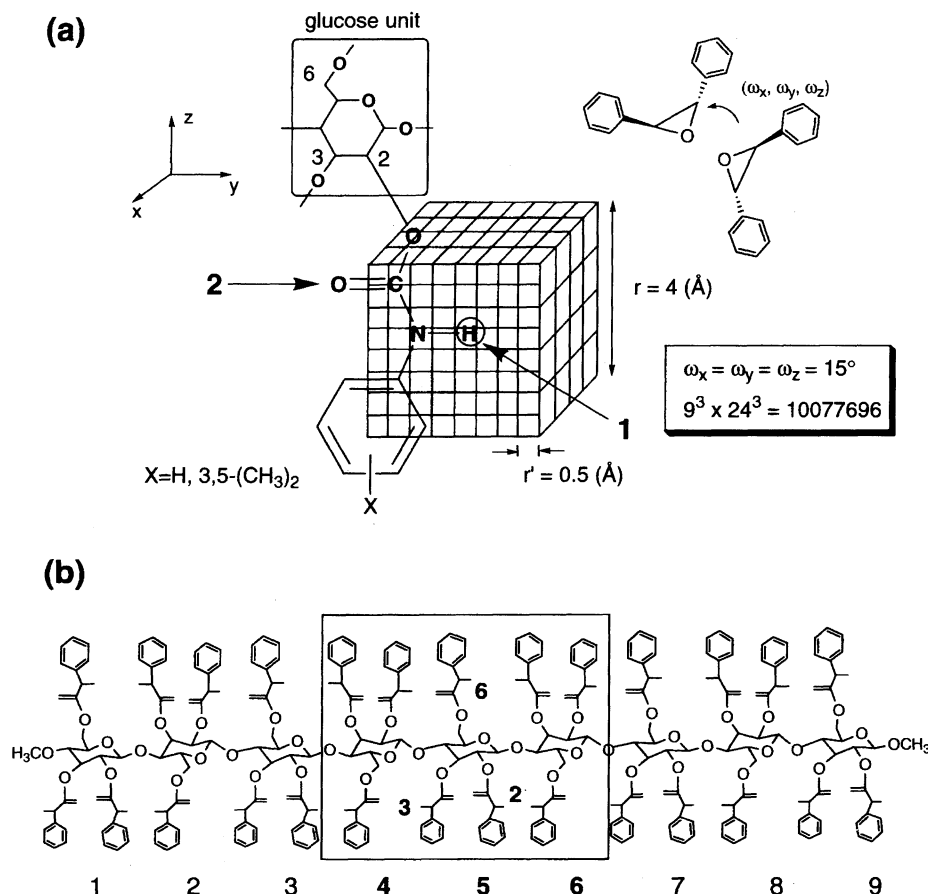 (a)
glucose unit
6
O
O
O
3
2
O
z
y
x
(ωx, ωy, ωz)
O
O
O
2
O
C
N
H
r = 4 (Å)
ωx = ωy = ωz = 15°
9³ x 24³ = 10077696
1
r' = 0.5 (Å)
X=H, 3,5-(CH₃)₂
X
(b)
6
O
O
O
O
O
O
O
O
O
CH₃O
O
O
O
O
O
O
O
O
O
OCH₃
O
O
O
O
O
O
O
O
O
3
2
1
2
3
4
5
6
7
8
9